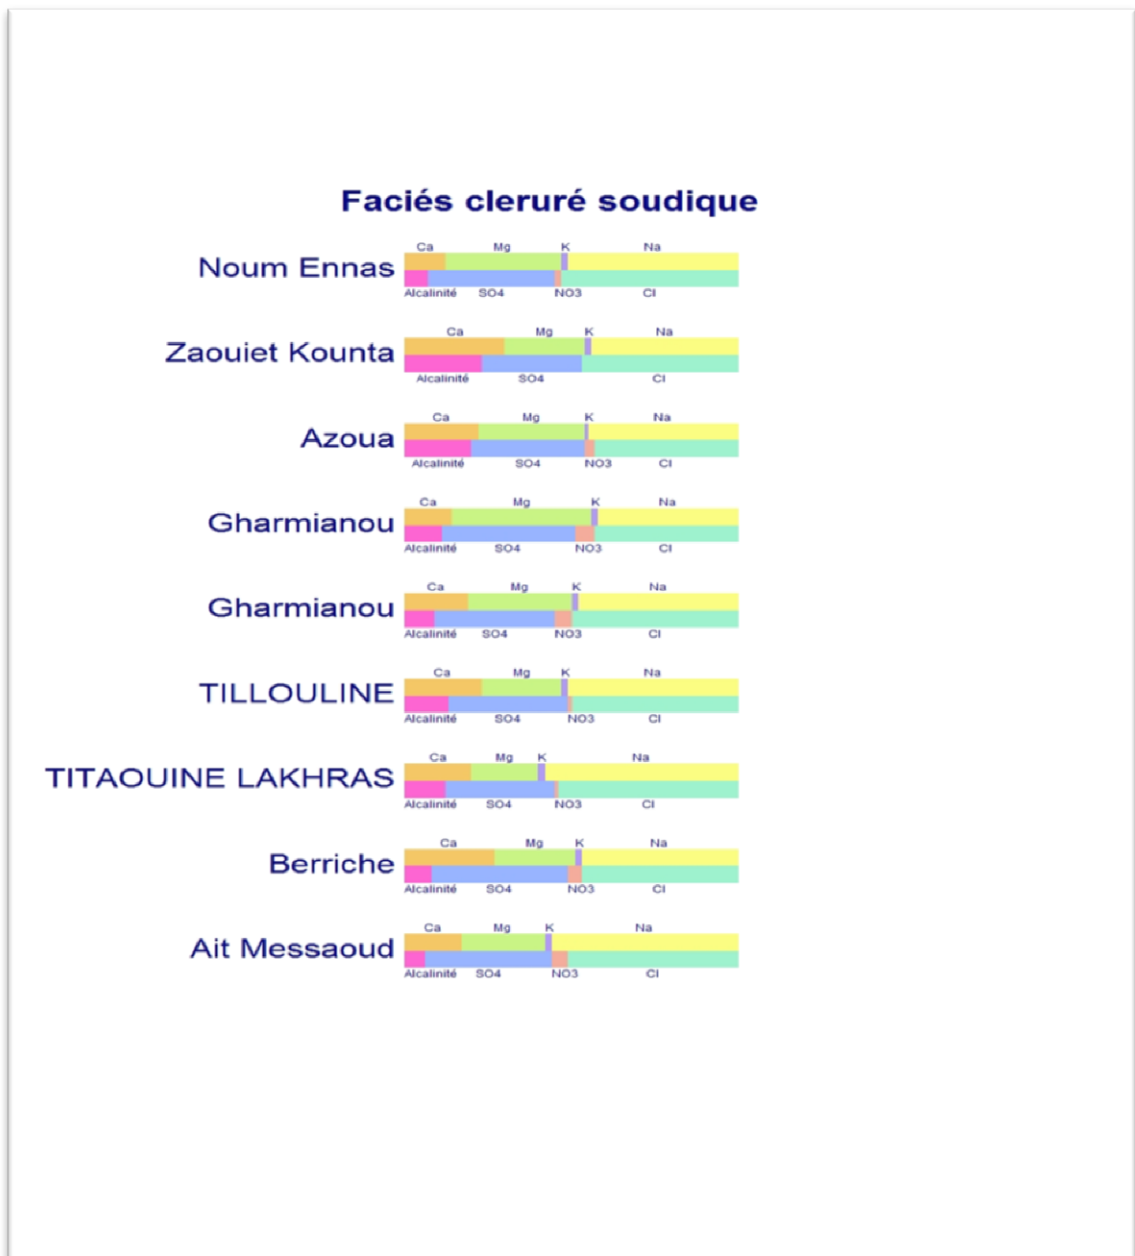 Faciés cleruré soudique
Ca Mg K Na
Noum Ennas
Alcalinité SO4 NO3 Cl
Ca Mg K Na
Zaouiet Kounta
Alcalinité SO4 Cl
Ca Mg K Na
Azoua
Alcalinité SO4 NO3 Cl
Ca Mg K Na
Gharmianou
Alcalinité SO4 NO3 Cl
Ca Mg K Na
Gharmianou
Alcalinité SO4 NO3 Cl
Ca Mg K Na
TILLOULINE
Alcalinité SO4 NO3 Cl
Ca Mg K Na
TITAOUINE LAKHRAS
Alcalinité SO4 NO3 Cl
Ca Mg K Na
Berriche
Alcalinité SO4 NO3 Cl
Ca Mg K Na
Ait Messaoud
Alcalinité SO4 NO3 Cl